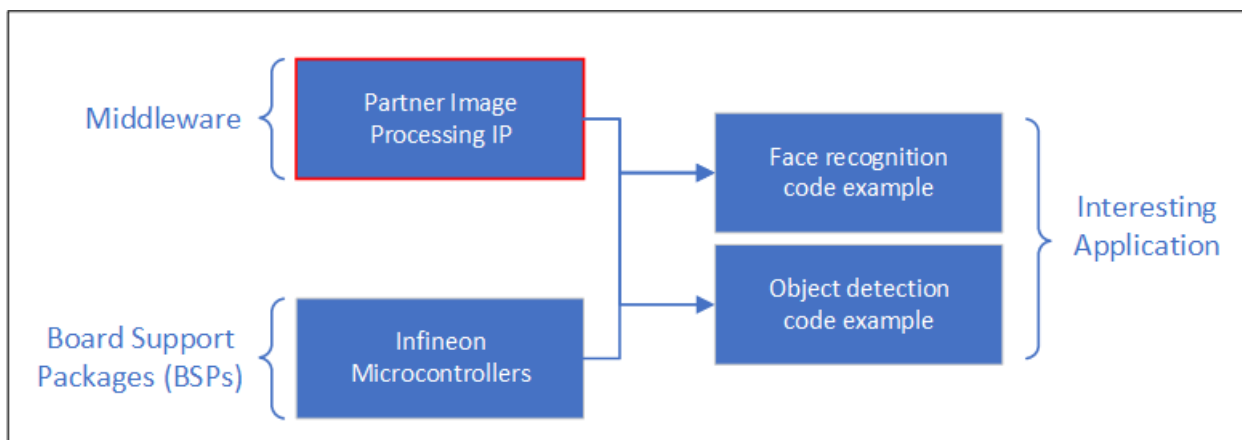 Middleware
Partner Image
Processing IP
Face recognition
code example
Interesting
Application
Object detection
code example
Board Support
Packages (BSPs)
Infineon
Microcontrollers